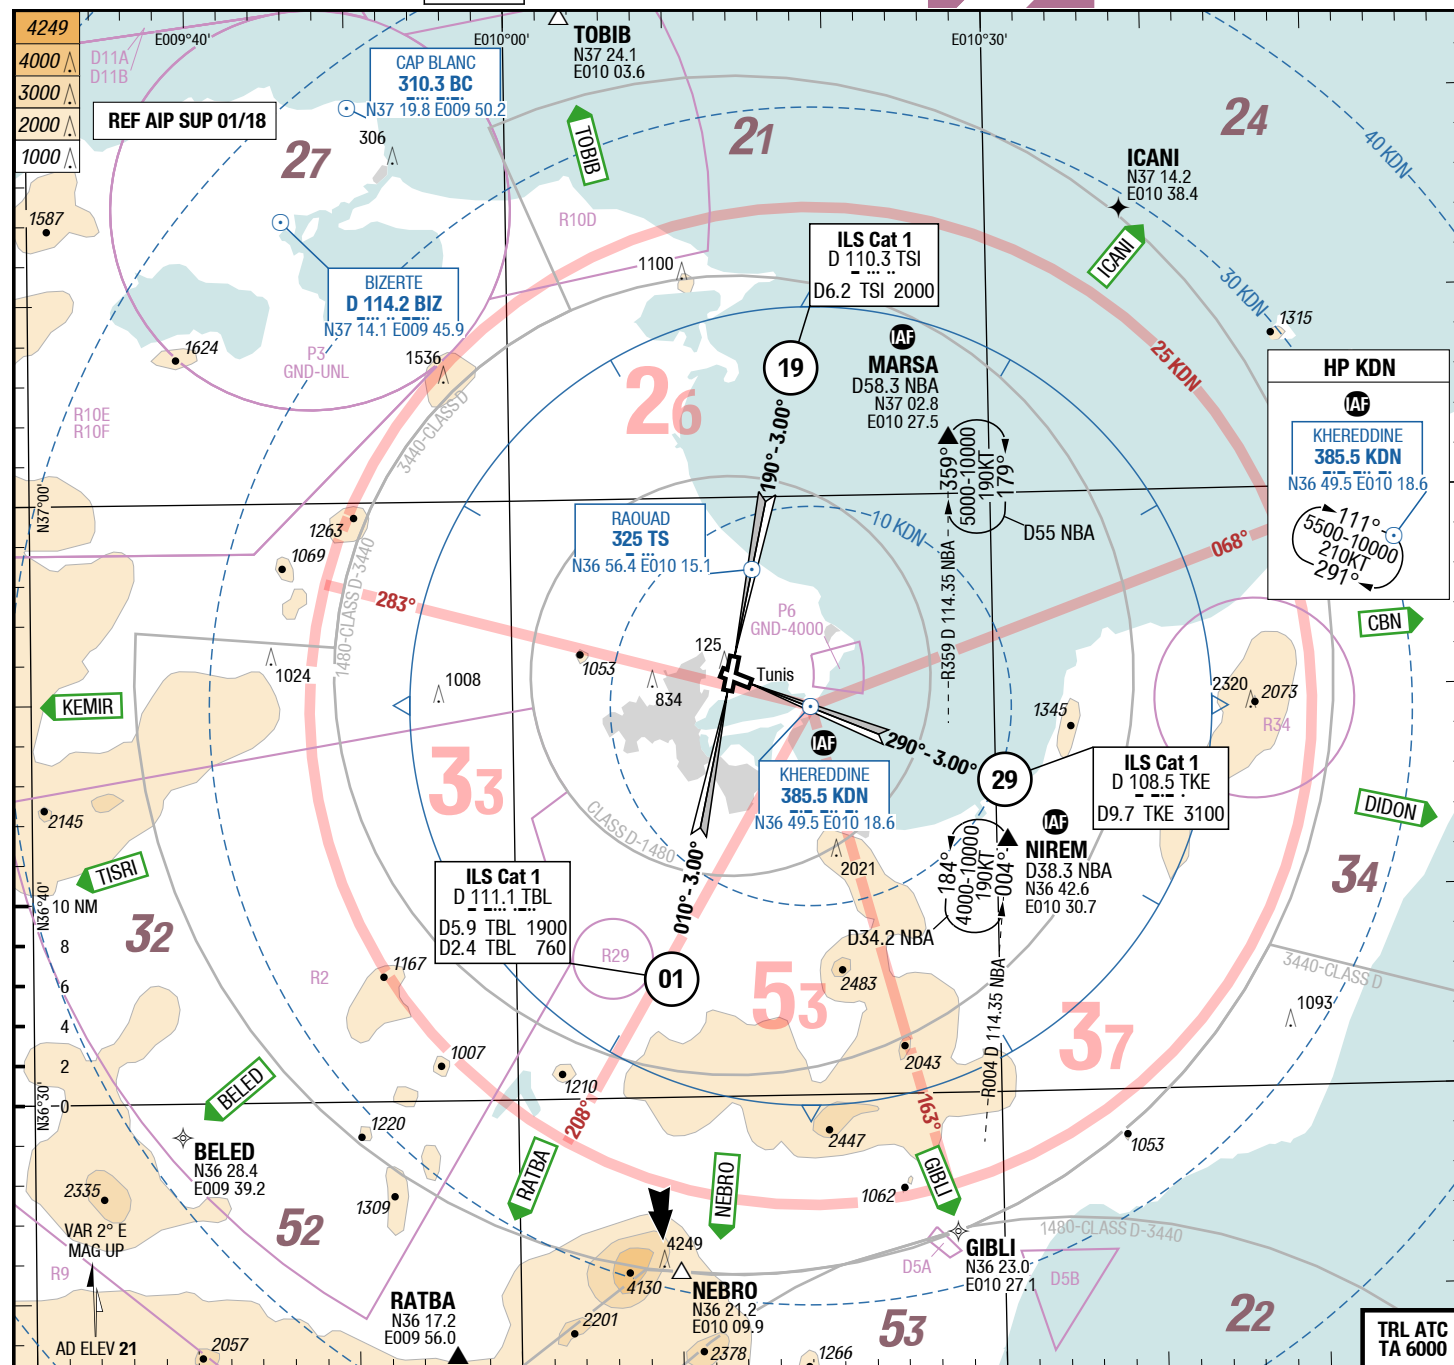 4249
4000
3000
2000
1000
E009°40'
E010°00'
E010°30'
D11A
D11B
REF AIP SUP 01/18
CAP BLANC
310.3 BC
N37 19.8 E009 50.2
TOBIB
N37 24.1
E010 03.6
TOBIB
306
27
21
24
40 KDN
ICANI
N37 14.2
E010 38.4
ICANI
30 KDN
1587
R10D
1100
BIZERTE
D 114.2 BIZ
N37 14.1 E009 45.9
ILS Cat 1
D 110.3 TSI
D6.2 TSI 2000
1315
1624
P3
GND-UNL
1536
19
IAF
MARSA
D58.3 NBA
N37 02.8
E010 27.5
25 KDN
HP KDN
IAF
KHEREDDINE
385.5 KDN
N36 49.5 E010 18.6
111°
5500-10000
210KT
291°
R10E
R10F
3440-CLASS D
26
190°-3.00°
359°
5000-10000
190KT
179°
D55 NBA
N37°00'
1263
1069
RAOUAD
325 TS
N36 56.4 E010 15.1
10 KDN
068°
R359 D 114.35 NBA
283°
1480-CLASS D-3440
P6
GND-4000
CBN
125
Tunis
1053
834
1024
1008
KEMIR
2320
2073
R34
1345
33
IAF
290°-3.00°
29
KHEREDDINE
385.5 KDN
N36 49.5 E010 18.6
ILS Cat 1
D 108.5 TKE
D9.7 TKE 3100
DIDON
2145
CLASS D-1480
TISRI
184°
4000-10000
190KT
004°
IAF
NIREM
D38.3 NBA
N36 42.6
E010 30.7
2021
34
ILS Cat 1
D 111.1 TBL
D5.9 TBL 1900
D2.4 TBL 760
010°-3.00°
D34.2 NBA
N36°40'
10 NM
8
6
4
2
0
32
R29
01
R2
1167
53
2483
3440-CLASS D
1093
37
R004 D 114.35 NBA
1007
2043
1210
BELED
N36°30'
208°
163°
1220
2447
1053
BELED
N36 28.4
E009 39.2
RATBA
NEBRO
GIBLI
2335
1309
1062
VAR 2° E
MAG UP
52
4249
1480-CLASS D-3440
GIBLI
N36 23.0
E010 27.1
R9
D5A
D5B
4130
NEBRO
N36 21.2
E010 09.9
RATBA
N36 17.2
E009 56.0
2201
53
22
AD ELEV 21
2057
2378
1266
TRL ATC
TA 6000